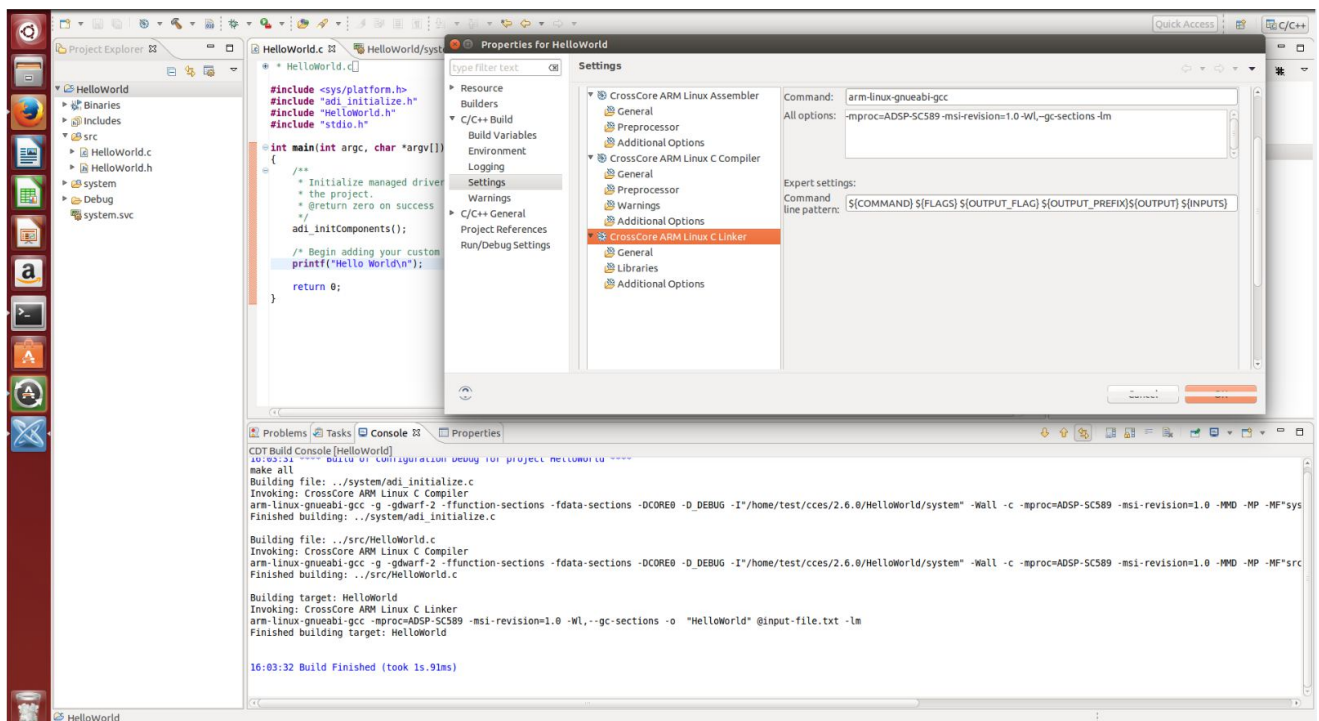 Quick Access
C/C++
Project Explorer
HelloWorld
Binaries
Includes
src
HelloWorld.c
HelloWorld.h
system
Debug
system.svc
HelloWorld.c
HelloWorld/syste
* HelloWorld.c
#include <sys/platform.h>
#include "adi_initialize.h"
#include "HelloWorld.h"
#include "stdio.h"
int main(int argc, char *argv[])
{
/**
* Initialize managed driver
* the project.
* @return zero on success
*/
adi_initComponents();
/* Begin adding your custom
printf("Hello World\n");
return 0;
}
Properties for HelloWorld
type filter text
Resource
Builders
C/C++ Build
Build Variables
Environment
Logging
Settings
Warnings
C/C++ General
Project References
Run/Debug Settings
Settings
CrossCore ARM Linux Assembler
General
Preprocessor
Additional Options
CrossCore ARM Linux C Compiler
General
Preprocessor
Warnings
Additional Options
CrossCore ARM Linux C Linker
General
Libraries
Additional Options
Command: arm-linux-gnueabi-gcc
All options: -mproc=ADSP-SC589 -msi-revision=1.0 -Wl,--gc-sections -lm
Expert settings:
Command
line pattern: ${COMMAND} ${FLAGS} ${OUTPUT_FLAG} ${OUTPUT_PREFIX}${OUTPUT} ${INPUTS}
Cancel
OK
Problems Tasks Console Properties
CDT Build Console [HelloWorld]
16:03:31 **** Build of configuration Debug for project HelloWorld ****
make all
Building file: ../system/adi_initialize.c
Invoking: CrossCore ARM Linux C Compiler
arm-linux-gnueabi-gcc -g -gdwarf-2 -ffunction-sections -fdata-sections -DCORE0 -D_DEBUG -I"/home/test/cces/2.6.0/HelloWorld/system" -Wall -c -mproc=ADSP-SC589 -msi-revision=1.0 -MMD -MP -MF"sys
Finished building: ../system/adi_initialize.c
Building file: ../src/HelloWorld.c
Invoking: CrossCore ARM Linux C Compiler
arm-linux-gnueabi-gcc -g -gdwarf-2 -ffunction-sections -fdata-sections -DCORE0 -D_DEBUG -I"/home/test/cces/2.6.0/HelloWorld/system" -Wall -c -mproc=ADSP-SC589 -msi-revision=1.0 -MMD -MP -MF"src
Finished building: ../src/HelloWorld.c
Building target: HelloWorld
Invoking: CrossCore ARM Linux C Linker
arm-linux-gnueabi-gcc -mproc=ADSP-SC589 -msi-revision=1.0 -Wl,--gc-sections -o "HelloWorld" @input-file.txt -lm
Finished building target: HelloWorld
16:03:32 Build Finished (took 1s.91ms)
HelloWorld